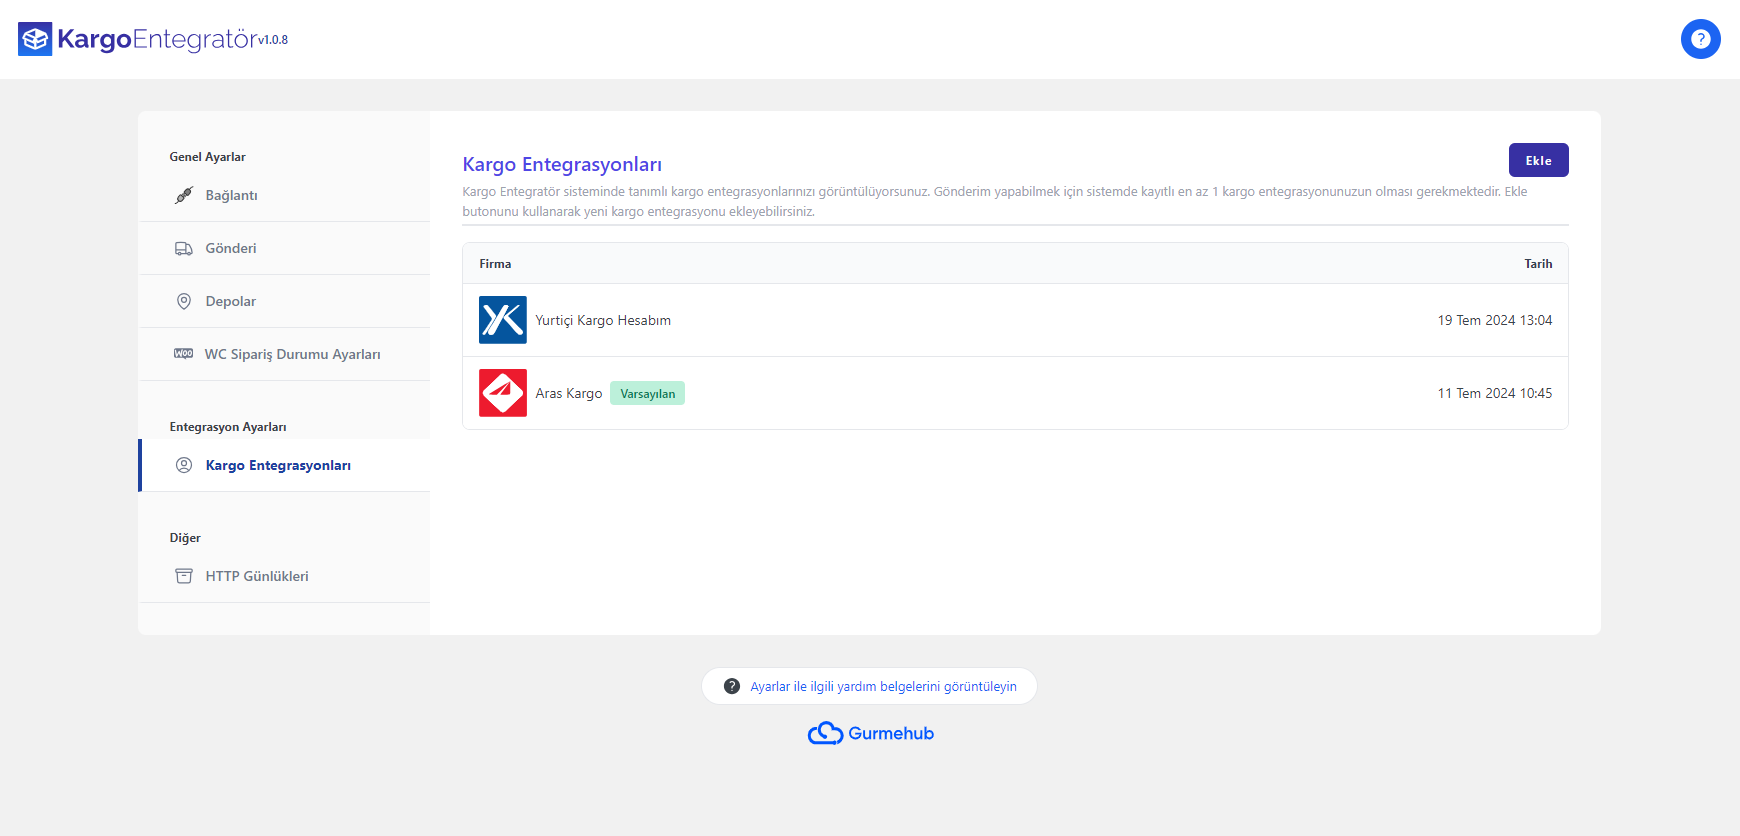 KargoEntegratör v1.0.8
?
Genel Ayarlar
Bağlantı
Gönderi
Depolar
WOO WC Sipariş Durumu Ayarları
Entegrasyon Ayarları
Kargo Entegrasyonları
Diğer
HTTP Günlükleri
Kargo Entegrasyonları
Ekle
Kargo Entegratör sisteminde tanımlı kargo entegrasyonlarınızı görüntülüyorsunuz. Gönderim yapabilmek için sistemde kayıtlı en az 1 kargo entegrasyonunuzun olması gerekmektedir. Ekle
butonunu kullanarak yeni kargo entegrasyonu ekleyebilirsiniz.
Firma Tarih
Yurtiçi Kargo Hesabım 19 Tem 2024 13:04
Aras Kargo Varsayılan 11 Tem 2024 10:45
? Ayarlar ile ilgili yardım belgelerini görüntüleyin
Gurmehub